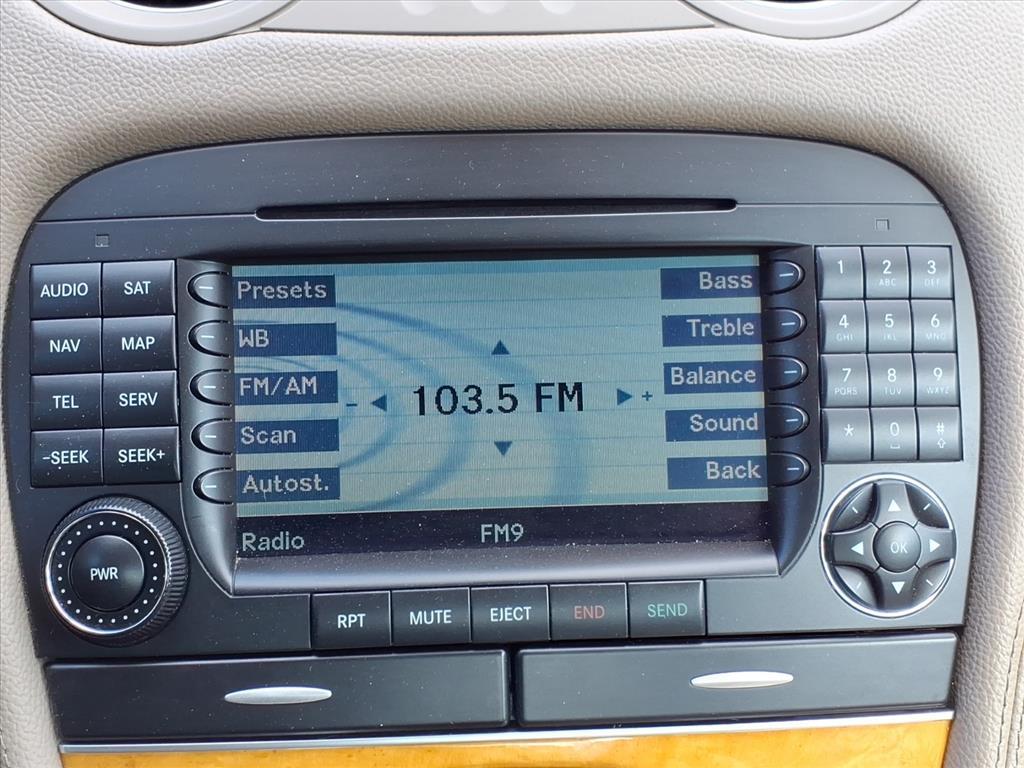 AUDIO
SAT
NAV
MAP
TEL
SERV
-SEEK
SEEK+
PWR
Presets
WB
FM/AM
Scan
Autost.
- 103.5 FM +
Bass
Treble
Balance
Sound
Back
Radio
FM9
1
2
ABC
3
DEF
4
GHI
5
JKL
6
MNO
7
PQRS
8
TUV
9
WXYZ
*
0
#
OK
RPT
MUTE
EJECT
END
SEND